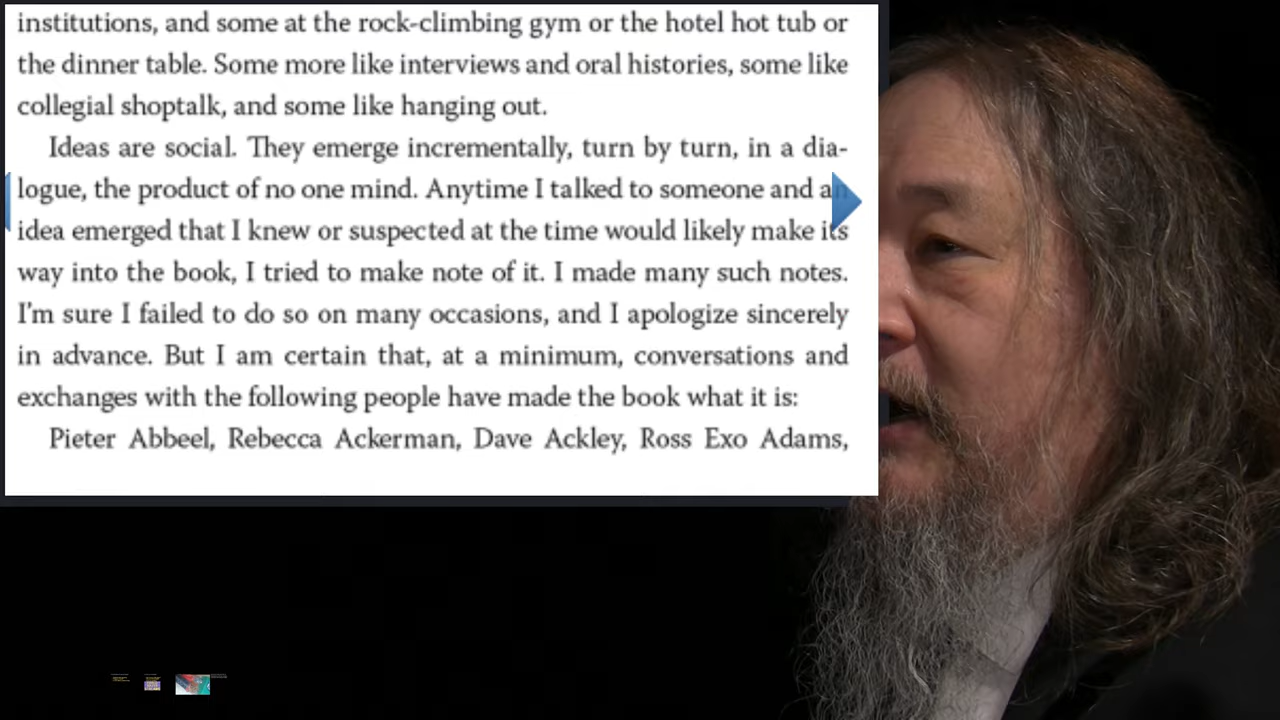 institutions, and some at the rock-climbing gym or the hotel hot tub or
the dinner table. Some more like interviews and oral histories, some like
collegial shoptalk, and some like hanging out.
Ideas are social. They emerge incrementally, turn by turn, in a dia-
logue, the product of no one mind. Anytime I talked to someone and an
idea emerged that I knew or suspected at the time would likely make its
way into the book, I tried to make note of it. I made many such notes.
I'm sure I failed to do so on many occasions, and I apologize sincerely
in advance. But I am certain that, at a minimum, conversations and
exchanges with the following people have made the book what it is:
Pieter Abbeel, Rebecca Ackerman, Dave Ackley, Ross Exo Adams,